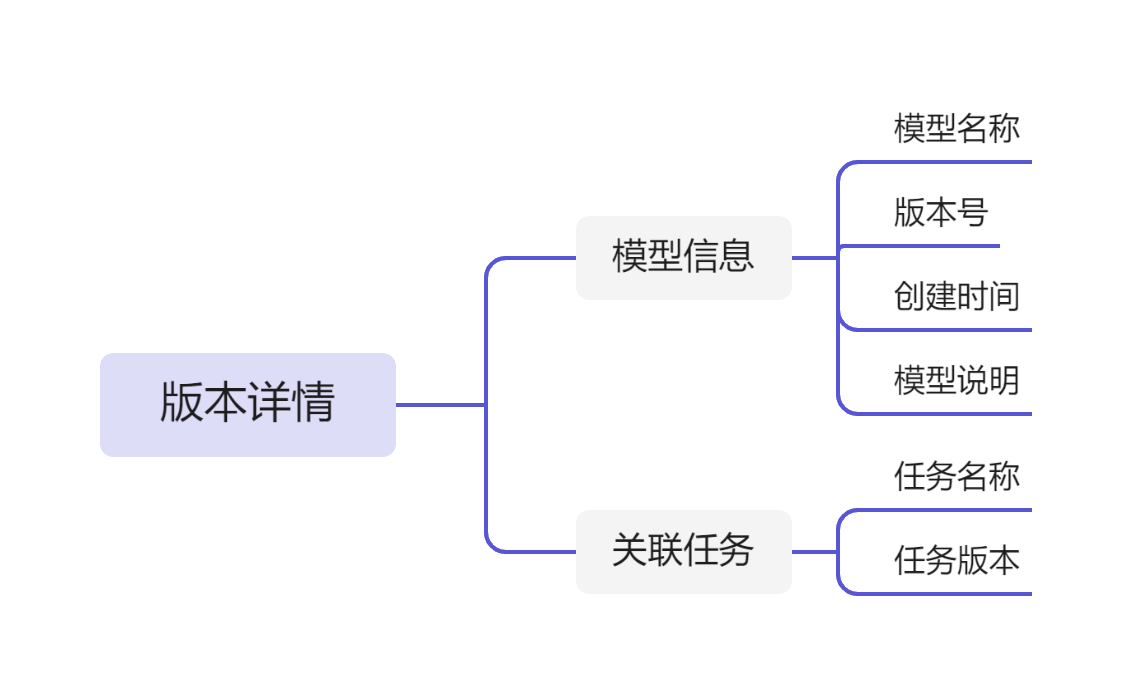 版本详情
模型信息
模型名称
版本号
创建时间
模型说明
关联任务
任务名称
任务版本